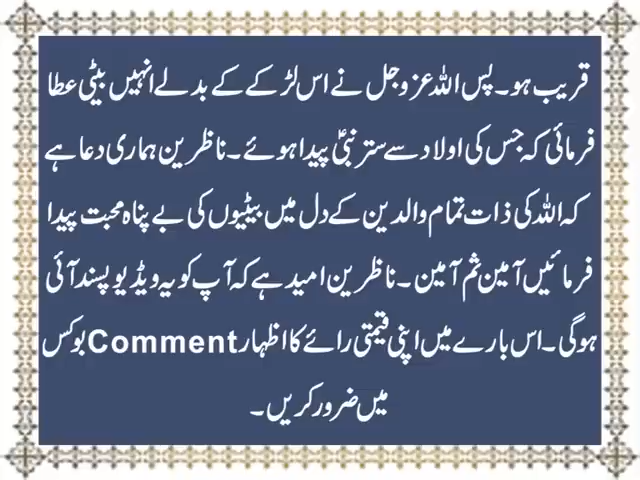 قریب ہو۔ پس اللہ عزوجل نے اس لڑکے کے بدلے انہیں بیٹی عطا
فرمائی کہ جس کی اولاد سے ستر نبیؑ پیدا ہوئے۔ ناظرین ہماری دعا ہے
کہ اللہ کی ذات تمام والدین کے دل میں بیٹیوں کی بے پناہ محبت پیدا
فرمائیں آمین ثم آمین۔ ناظرین امید ہے کہ آپ کو یہ ویڈیو پسند آئی
ہوگی۔ اس بارے میں اپنی قیمتی رائے کا اظہار Comment بوکس
میں ضرور کریں۔